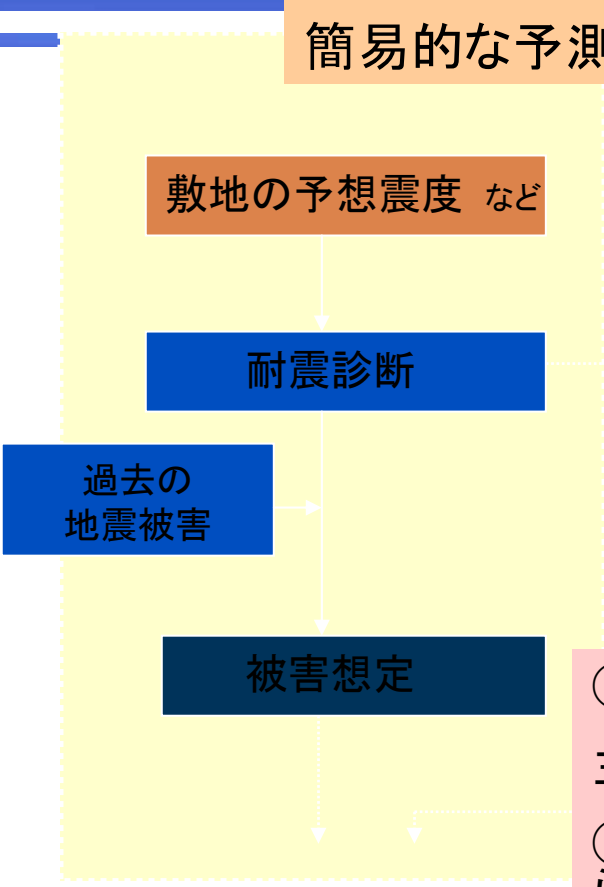 簡易的な予測
敷地の予想震度 など
耐震診断
過去の
地震被害
被害想定